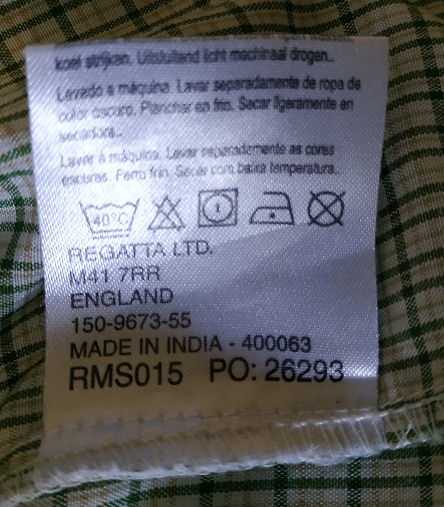 koel strijken. Uitsluitend licht machinaal drogen..
Lavado a máquina. Lavar separadamente de ropa de
color oscuro. Planchar en frio. Secar ligeramente en
secadora..
Lavar á máquina. Lavar separadamente as cores
escuras. Ferro frio. Secar com baixa temperatura..
40°C
REGATTA LTD.
M41 7RR
ENGLAND
150-9673-55
MADE IN INDIA - 400063
RMS015 PO: 26293